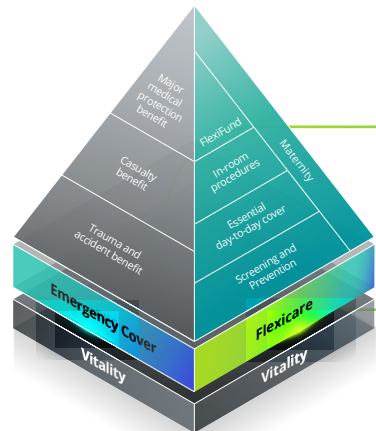 Major
medical
protection
benefit
Casualty
benefit
Trauma and
accident benefit
FlexiFund
In-room
procedures
Essential
day-to-day cover
Screening and
Prevention
Maternity
Emergency Cover
Flexicare
Vitality
Vitality